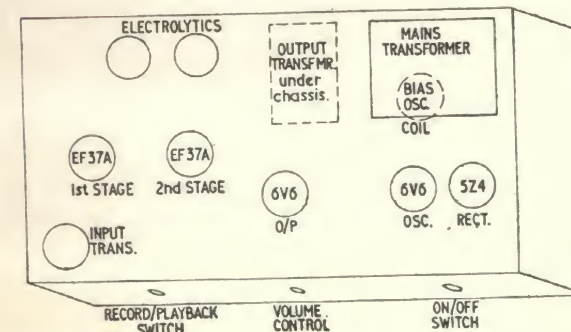 ELECTROLYTICS
OUTPUT
TRANSFMR.
under
chassis.
MAINS
TRANSFORMER
BIAS
OSC.
COIL
EF37A
1st STAGE
EF37A
2nd STAGE
6V6
O/P
6V6
OSC.
5Z4
RECT.
INPUT
TRANS.
RECORD/PLAYBACK
SWITCH
VOLUME
CONTROL
ON/OFF
SWITCH